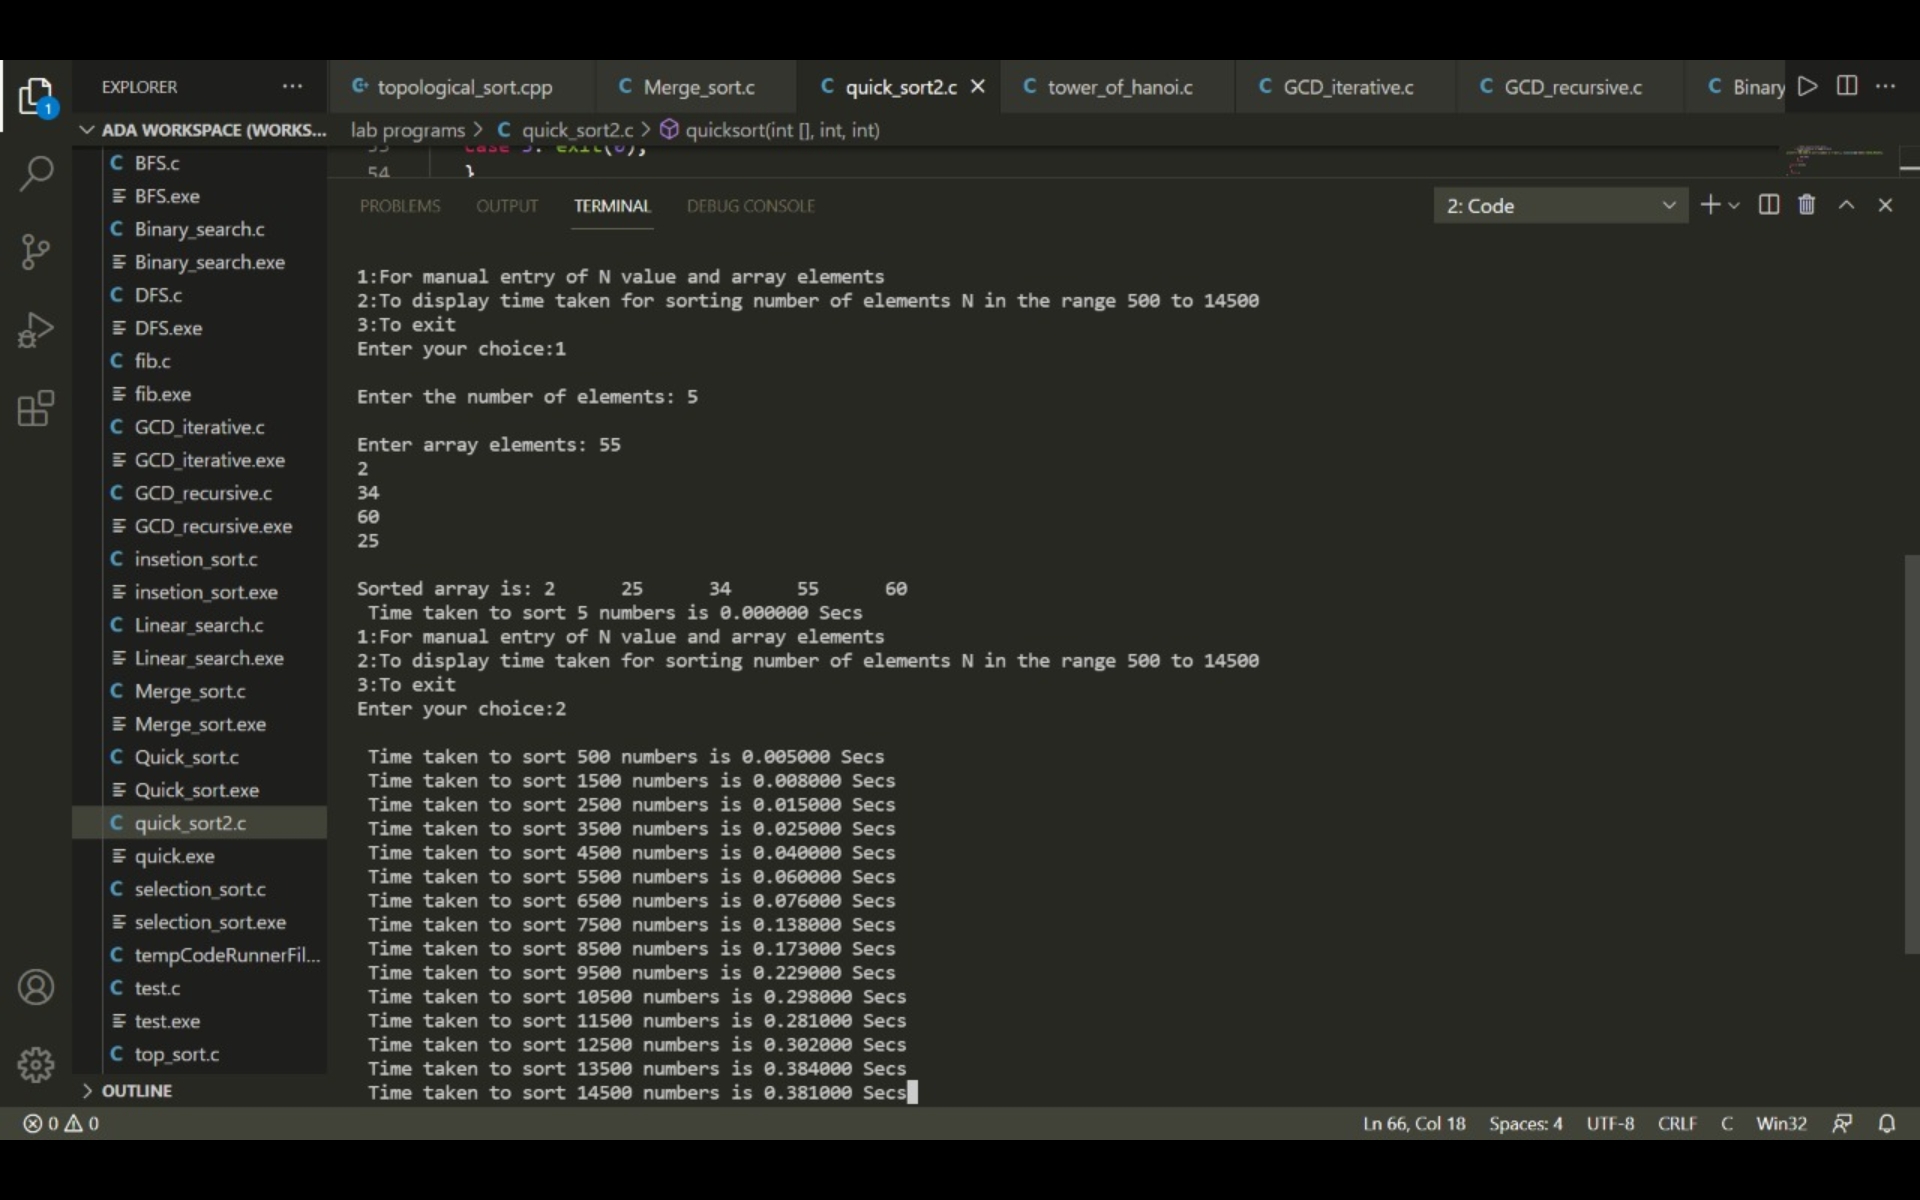 EXPLORER ···
topological_sort.cpp
Merge_sort.c
quick_sort2.c
tower_of_hanoi.c
GCD_iterative.c
GCD_recursive.c
Binary
1
ADA WORKSPACE (WORKS...
lab programs > C quick_sort2.c > quicksort(int [], int, int)
BFS.c
BFS.exe
Binary_search.c
Binary_search.exe
DFS.c
DFS.exe
fib.c
fib.exe
GCD_iterative.c
GCD_iterative.exe
GCD_recursive.c
GCD_recursive.exe
insetion_sort.c
insetion_sort.exe
Linear_search.c
Linear_search.exe
Merge_sort.c
Merge_sort.exe
Quick_sort.c
Quick_sort.exe
quick_sort2.c
quick.exe
selection_sort.c
selection_sort.exe
tempCodeRunnerFil...
test.c
test.exe
top_sort.c
OUTLINE
54 }
PROBLEMS OUTPUT TERMINAL DEBUG CONSOLE
2: Code
1:For manual entry of N value and array elements
2:To display time taken for sorting number of elements N in the range 500 to 14500
3:To exit
Enter your choice:1
Enter the number of elements: 5
Enter array elements: 55
2
34
60
25
Sorted array is: 2 25 34 55 60
Time taken to sort 5 numbers is 0.000000 Secs
1:For manual entry of N value and array elements
2:To display time taken for sorting number of elements N in the range 500 to 14500
3:To exit
Enter your choice:2
Time taken to sort 500 numbers is 0.005000 Secs
Time taken to sort 1500 numbers is 0.008000 Secs
Time taken to sort 2500 numbers is 0.015000 Secs
Time taken to sort 3500 numbers is 0.025000 Secs
Time taken to sort 4500 numbers is 0.040000 Secs
Time taken to sort 5500 numbers is 0.060000 Secs
Time taken to sort 6500 numbers is 0.076000 Secs
Time taken to sort 7500 numbers is 0.138000 Secs
Time taken to sort 8500 numbers is 0.173000 Secs
Time taken to sort 9500 numbers is 0.229000 Secs
Time taken to sort 10500 numbers is 0.298000 Secs
Time taken to sort 11500 numbers is 0.281000 Secs
Time taken to sort 12500 numbers is 0.302000 Secs
Time taken to sort 13500 numbers is 0.384000 Secs
Time taken to sort 14500 numbers is 0.381000 Secs
0 0
Ln 66, Col 18 Spaces: 4 UTF-8 CRLF C Win32